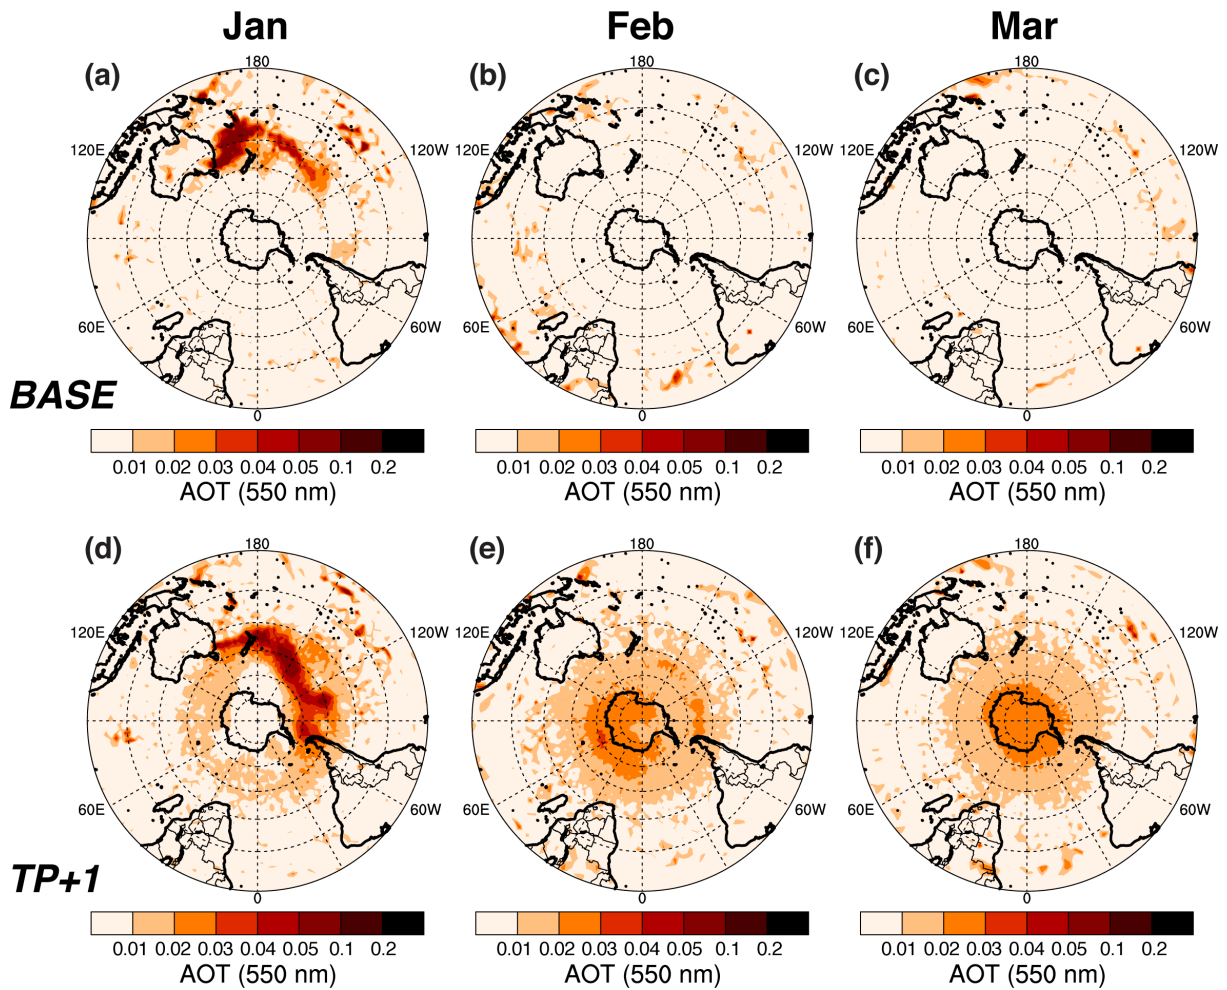 Jan Feb Mar
(a) 180 (b) 180 (c) 180
120E 120W 120E 120W 120E 120W
60E 60W 60E 60W 60E 60W
BASE
0 0 0
0.01 0.02 0.03 0.04 0.05 0.1 0.2 0.01 0.02 0.03 0.04 0.05 0.1 0.2 0.01 0.02 0.03 0.04 0.05 0.1 0.2
AOT (550 nm) AOT (550 nm) AOT (550 nm)
(d) 180 (e) 180 (f) 180
120E 120W 120E 120W 120E 120W
60E 60W 60E 60W 60E 60W
TP+1
0 0 0
0.01 0.02 0.03 0.04 0.05 0.1 0.2 0.01 0.02 0.03 0.04 0.05 0.1 0.2 0.01 0.02 0.03 0.04 0.05 0.1 0.2
AOT (550 nm) AOT (550 nm) AOT (550 nm)